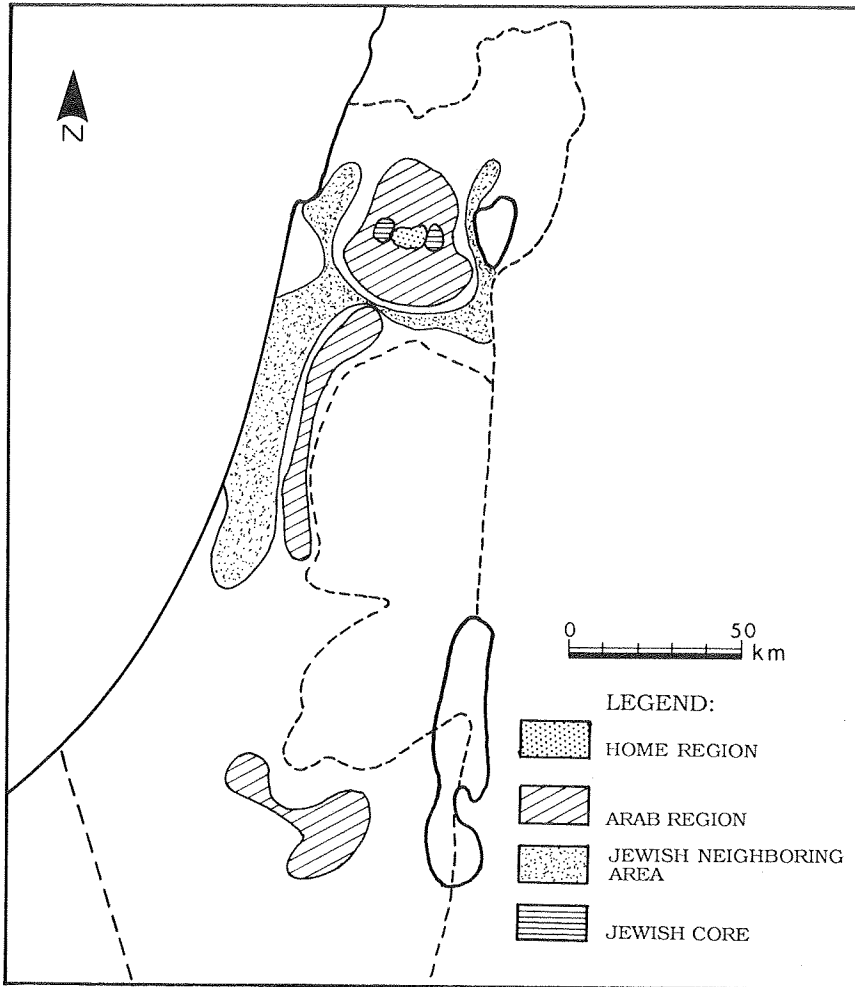 N
0 50
km
LEGEND:
HOME REGION
ARAB REGION
JEWISH NEIGHBORING
AREA
JEWISH CORE